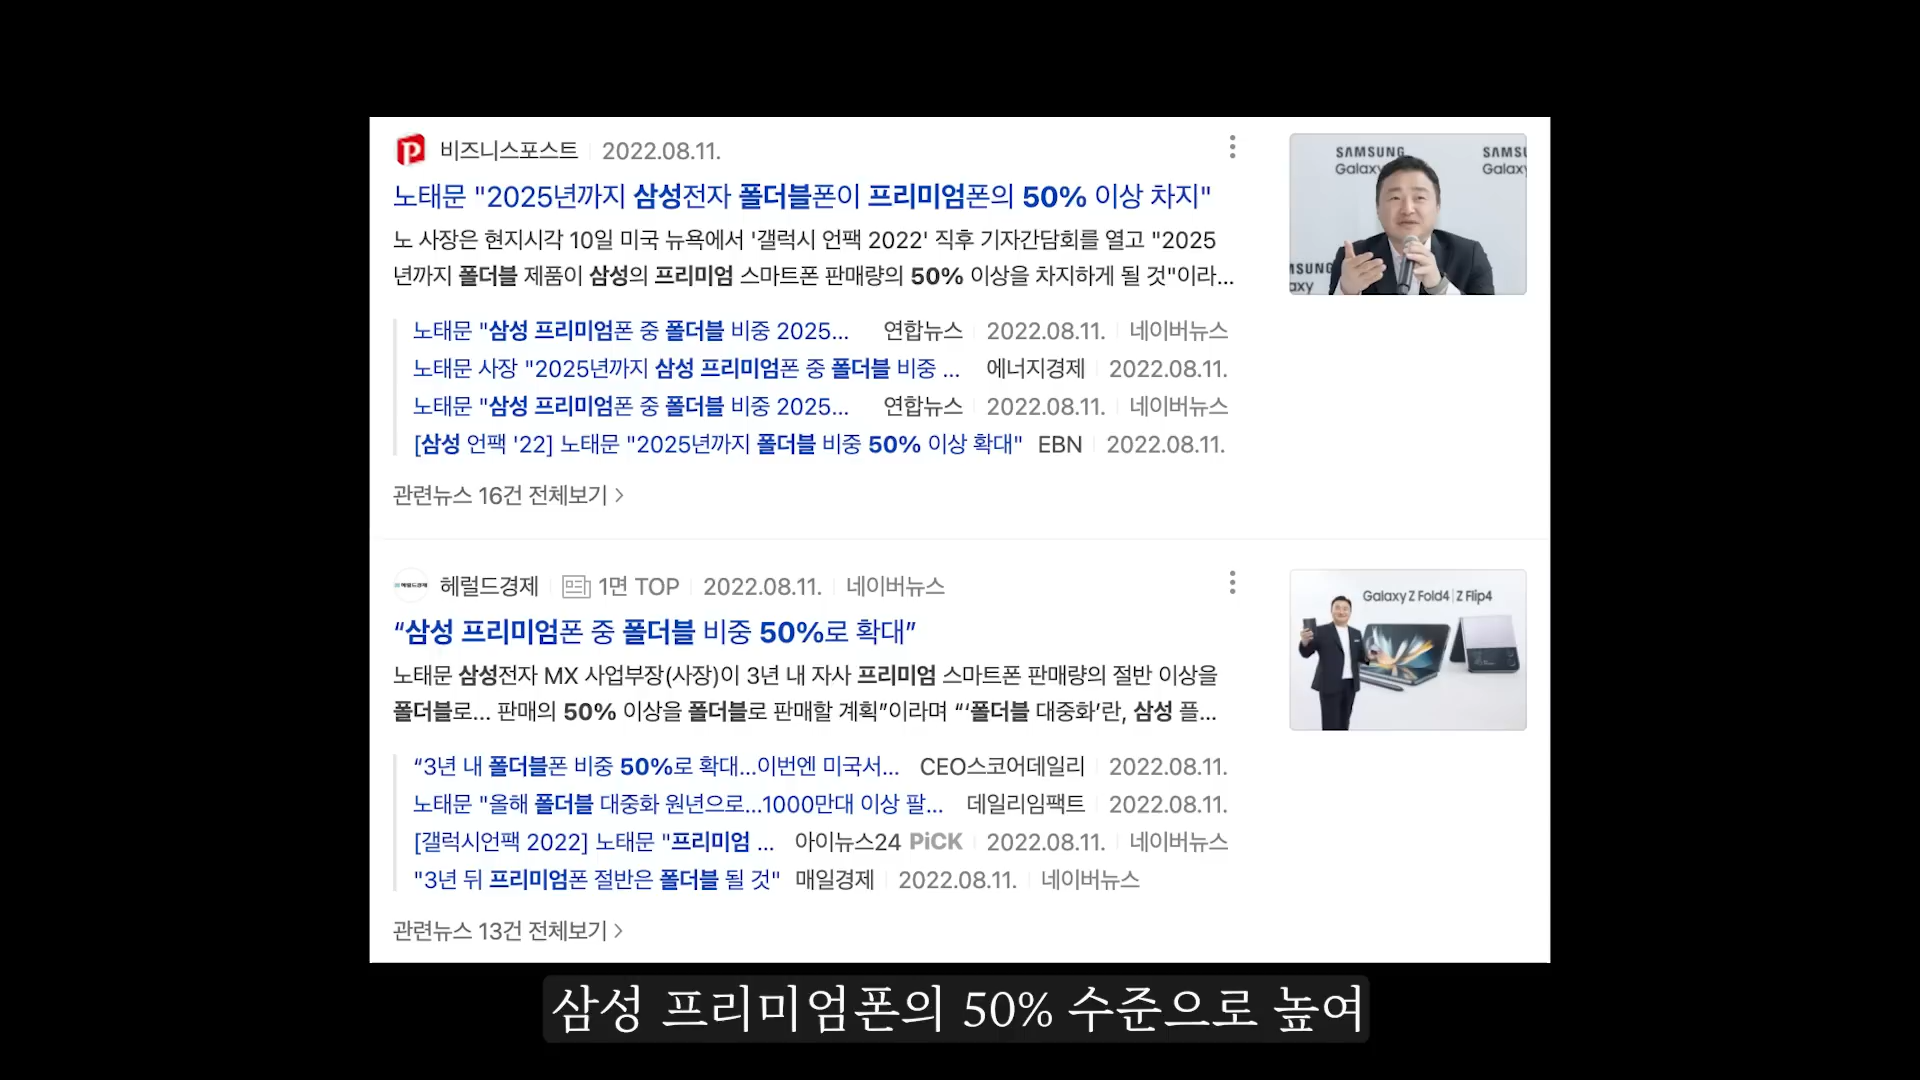 비즈니스포스트 2022.08.11.
노태문 "2025년까지 삼성전자 폴더블폰이 프리미엄폰의 50% 이상 차지"
노 사장은 현지시각 10일 미국 뉴욕에서 '갤럭시 언팩 2022' 직후 기자간담회를 열고 "2025
년까지 폴더블 제품이 삼성의 프리미엄 스마트폰 판매량의 50% 이상을 차지하게 될 것"이라...
SAMSUNG
Galaxy
SAMSU
Galaxy
MSUNG
axy
노태문 "삼성 프리미엄폰 중 폴더블 비중 2025... 연합뉴스 2022.08.11. 네이버뉴스
노태문 사장 "2025년까지 삼성 프리미엄폰 중 폴더블 비중 ... 에너지경제 2022.08.11.
노태문 "삼성 프리미엄폰 중 폴더블 비중 2025... 연합뉴스 2022.08.11. 네이버뉴스
[삼성 언팩 '22] 노태문 "2025년까지 폴더블 비중 50% 이상 확대" EBN 2022.08.11.
관련뉴스 16건 전체보기 >
헤럴드경제 헤럴드경제 1면 TOP 2022.08.11. 네이버뉴스
“삼성 프리미엄폰 중 폴더블 비중 50%로 확대”
노태문 삼성전자 MX 사업부장(사장)이 3년 내 자사 프리미엄 스마트폰 판매량의 절반 이상을
폴더블로... 판매의 50% 이상을 폴더블로 판매할 계획”이라며 “‘폴더블 대중화’란, 삼성 플...
Galaxy Z Fold4 | Z Flip4
“3년 내 폴더블폰 비중 50%로 확대...이번엔 미국서... CEO스코어데일리 2022.08.11.
노태문 "올해 폴더블 대중화 원년으로...1000만대 이상 팔... 데일리임팩트 2022.08.11.
[갤럭시언팩 2022] 노태문 "프리미엄 ... 아이뉴스24 PiCK 2022.08.11. 네이버뉴스
"3년 뒤 프리미엄폰 절반은 폴더블 될 것" 매일경제 2022.08.11. 네이버뉴스
관련뉴스 13건 전체보기 >
삼성 프리미엄폰의 50% 수준으로 높여